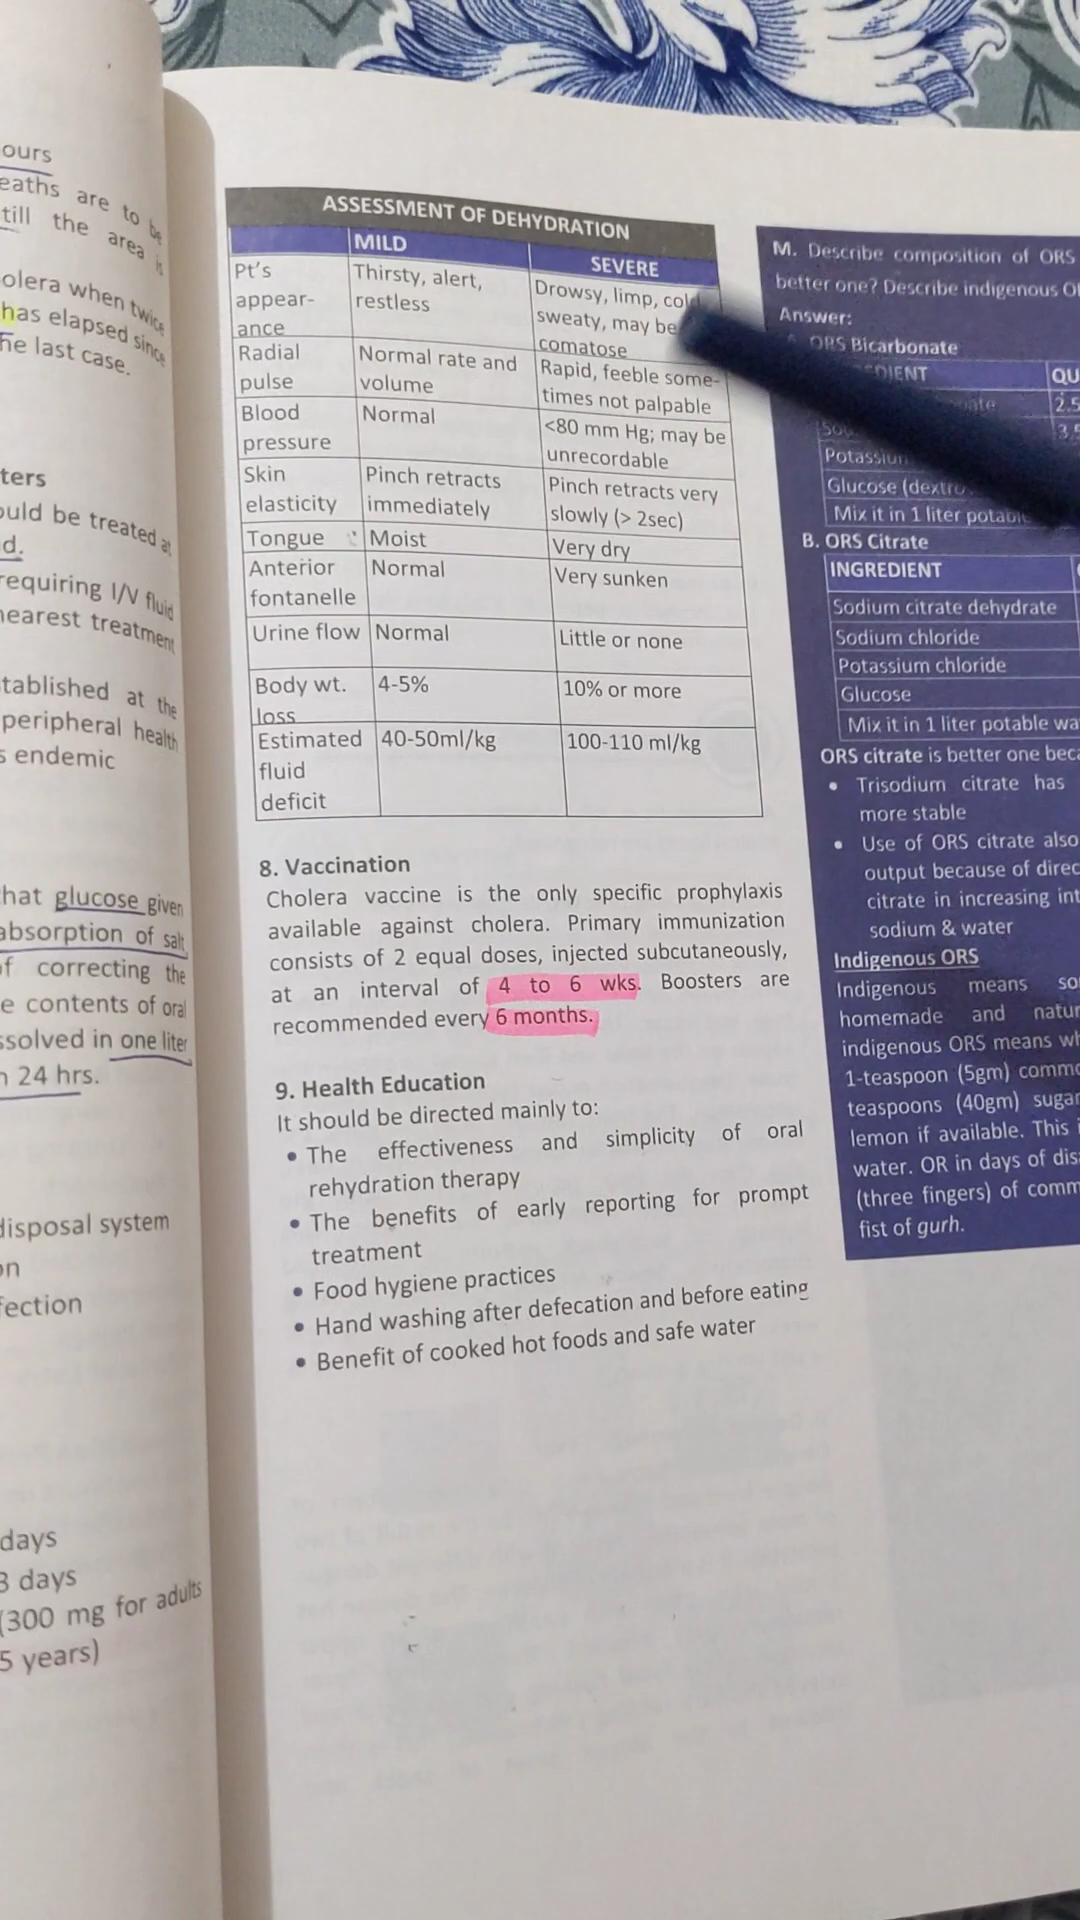 ours
eaths are to be
till the area is
olera when twice
has elapsed since
he last case.
ters
ould be treated at
d.
requiring I/V fluid
nearest treatment
tablished at the
peripheral health
s endemic
hat glucose given
absorption of salt
of correcting the
e contents of oral
ssolved in one liter
n 24 hrs.
disposal system
on
fection
days
3 days
(300 mg for adults
5 years)
ASSESSMENT OF DEHYDRATION
MILD SEVERE
Pt's appear-ance Thirsty, alert, restless Drowsy, limp, cold sweaty, may be comatose
Radial pulse Normal rate and volume Rapid, feeble some-times not palpable
Blood pressure Normal <80 mm Hg; may be unrecordable
Skin elasticity Pinch retracts immediately Pinch retracts very slowly (> 2sec)
Tongue Moist Very dry
Anterior fontanelle Normal Very sunken
Urine flow Normal Little or none
Body wt. loss 4-5% 10% or more
Estimated fluid deficit 40-50ml/kg 100-110 ml/kg
8. Vaccination
Cholera vaccine is the only specific prophylaxis
available against cholera. Primary immunization
consists of 2 equal doses, injected subcutaneously,
at an interval of 4 to 6 wks. Boosters are
recommended every 6 months.
9. Health Education
It should be directed mainly to:
• The effectiveness and simplicity of oral
rehydration therapy
• The benefits of early reporting for prompt
treatment
• Food hygiene practices
• Hand washing after defecation and before eating
• Benefit of cooked hot foods and safe water
M. Describe composition of ORS
better one? Describe indigenous O
Answer:
ORS Bicarbonate
DIENT QU
nate 2.5
3.5
Potassium
Glucose (dextro
Mix it in 1 liter potable
B. ORS Citrate
INGREDIENT
Sodium citrate dehydrate
Sodium chloride
Potassium chloride
Glucose
Mix it in 1 liter potable wa
ORS citrate is better one beca
• Trisodium citrate has
more stable
• Use of ORS citrate also
output because of direc
citrate in increasing int
sodium & water
Indigenous ORS
Indigenous means so
homemade and natur
indigenous ORS means wh
1-teaspoon (5gm) commo
teaspoons (40gm) sugar
lemon if available. This i
water. OR in days of disa
(three fingers) of comm
fist of gurh.